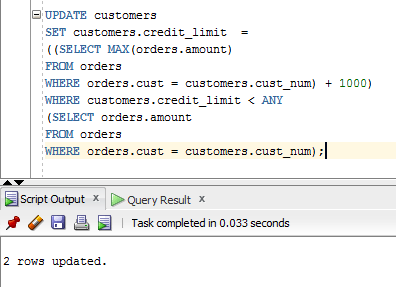 UPDATE customers
SET customers.credit_limit =
((SELECT MAX(orders.amount)
FROM orders
WHERE orders.cust = customers.cust_num) + 1000)
WHERE customers.credit_limit < ANY
(SELECT orders.amount
FROM orders
WHERE orders.cust = customers.cust_num);
Script Output x Query Result x
Task completed in 0.033 seconds
2 rows updated.